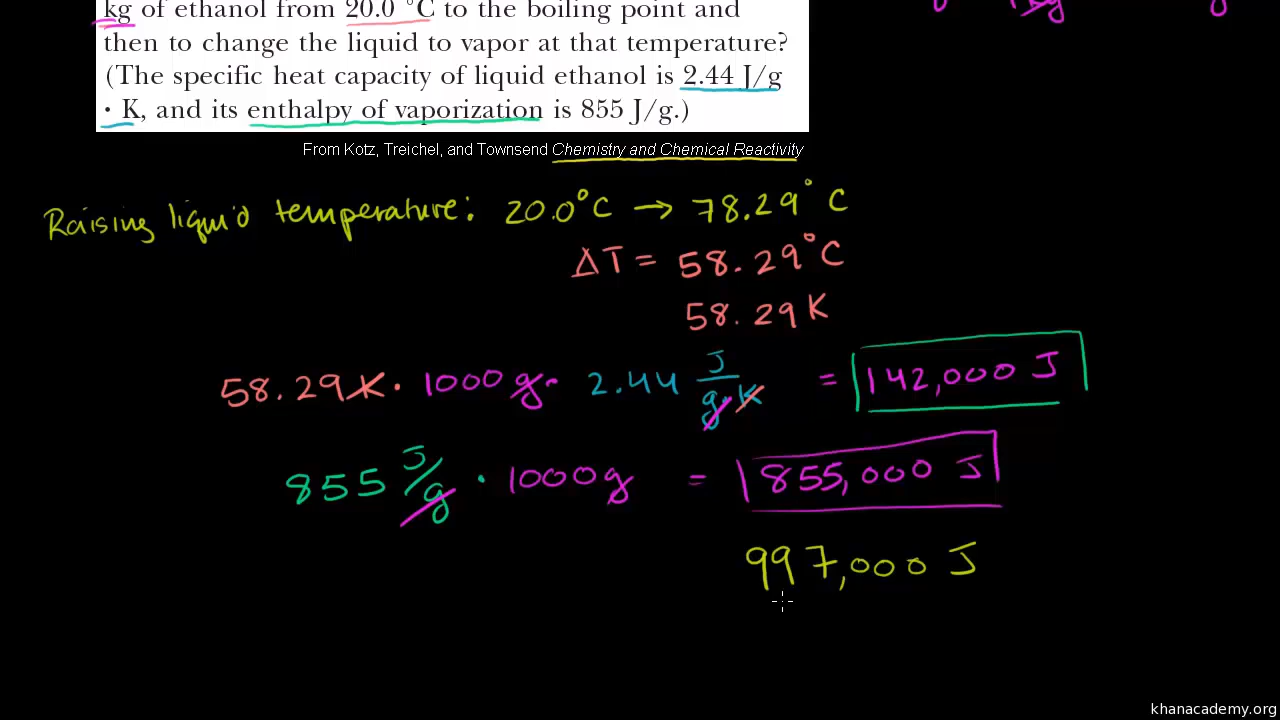 kg of ethanol from 20.0 °C to the boiling point and
then to change the liquid to vapor at that temperature?
(The specific heat capacity of liquid ethanol is 2.44 J/g
· K, and its enthalpy of vaporization is 855 J/g.)
From Kotz, Treichel, and Townsend Chemistry and Chemical Reactivity
Raising liquid temperature: 20.0°C → 78.29°C
ΔT = 58.29°C
58.29K
58.29K · 1000 g · 2.44 J/g·K = 142,000 J
855 J/g · 1000g = 855,000 J
997,000 J
khanacademy.org